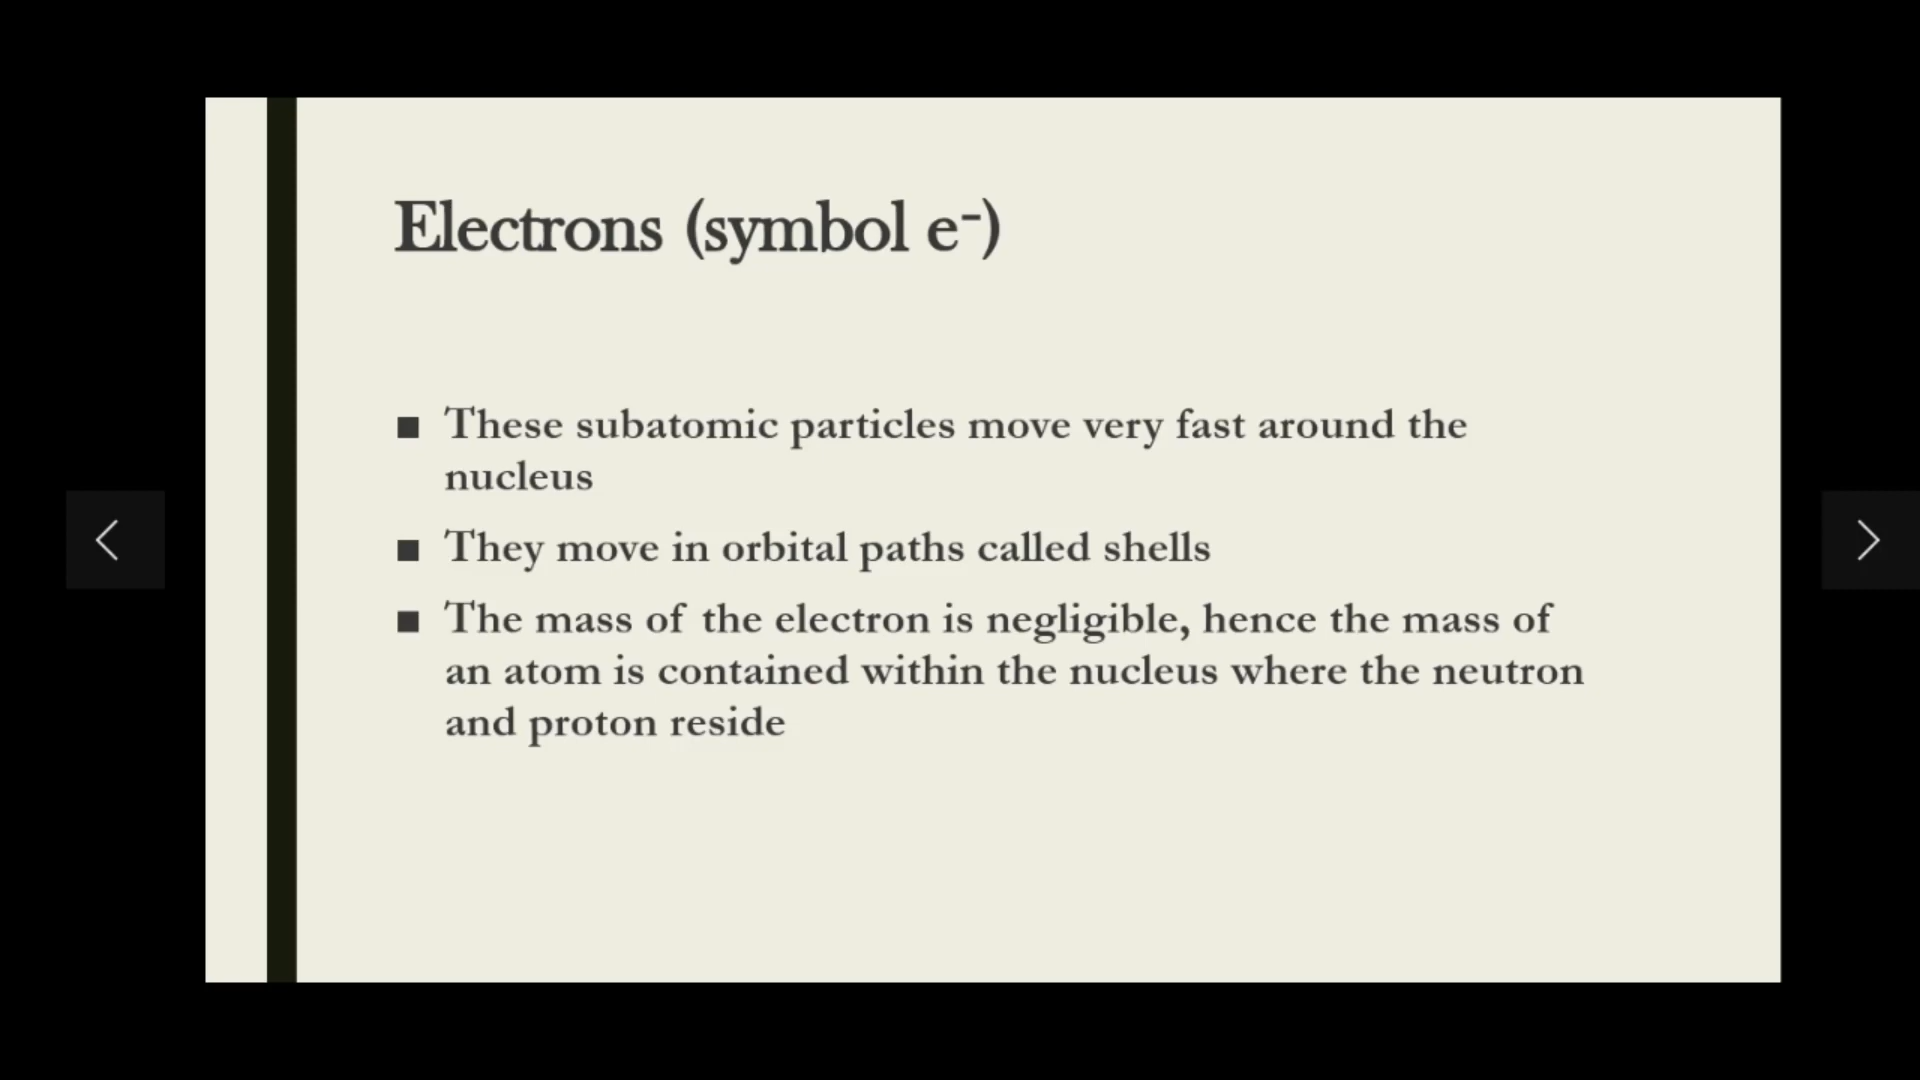 Electrons (symbol e⁻)
■ These subatomic particles move very fast around the
nucleus
■ They move in orbital paths called shells
■ The mass of the electron is negligible, hence the mass of
an atom is contained within the nucleus where the neutron
and proton reside